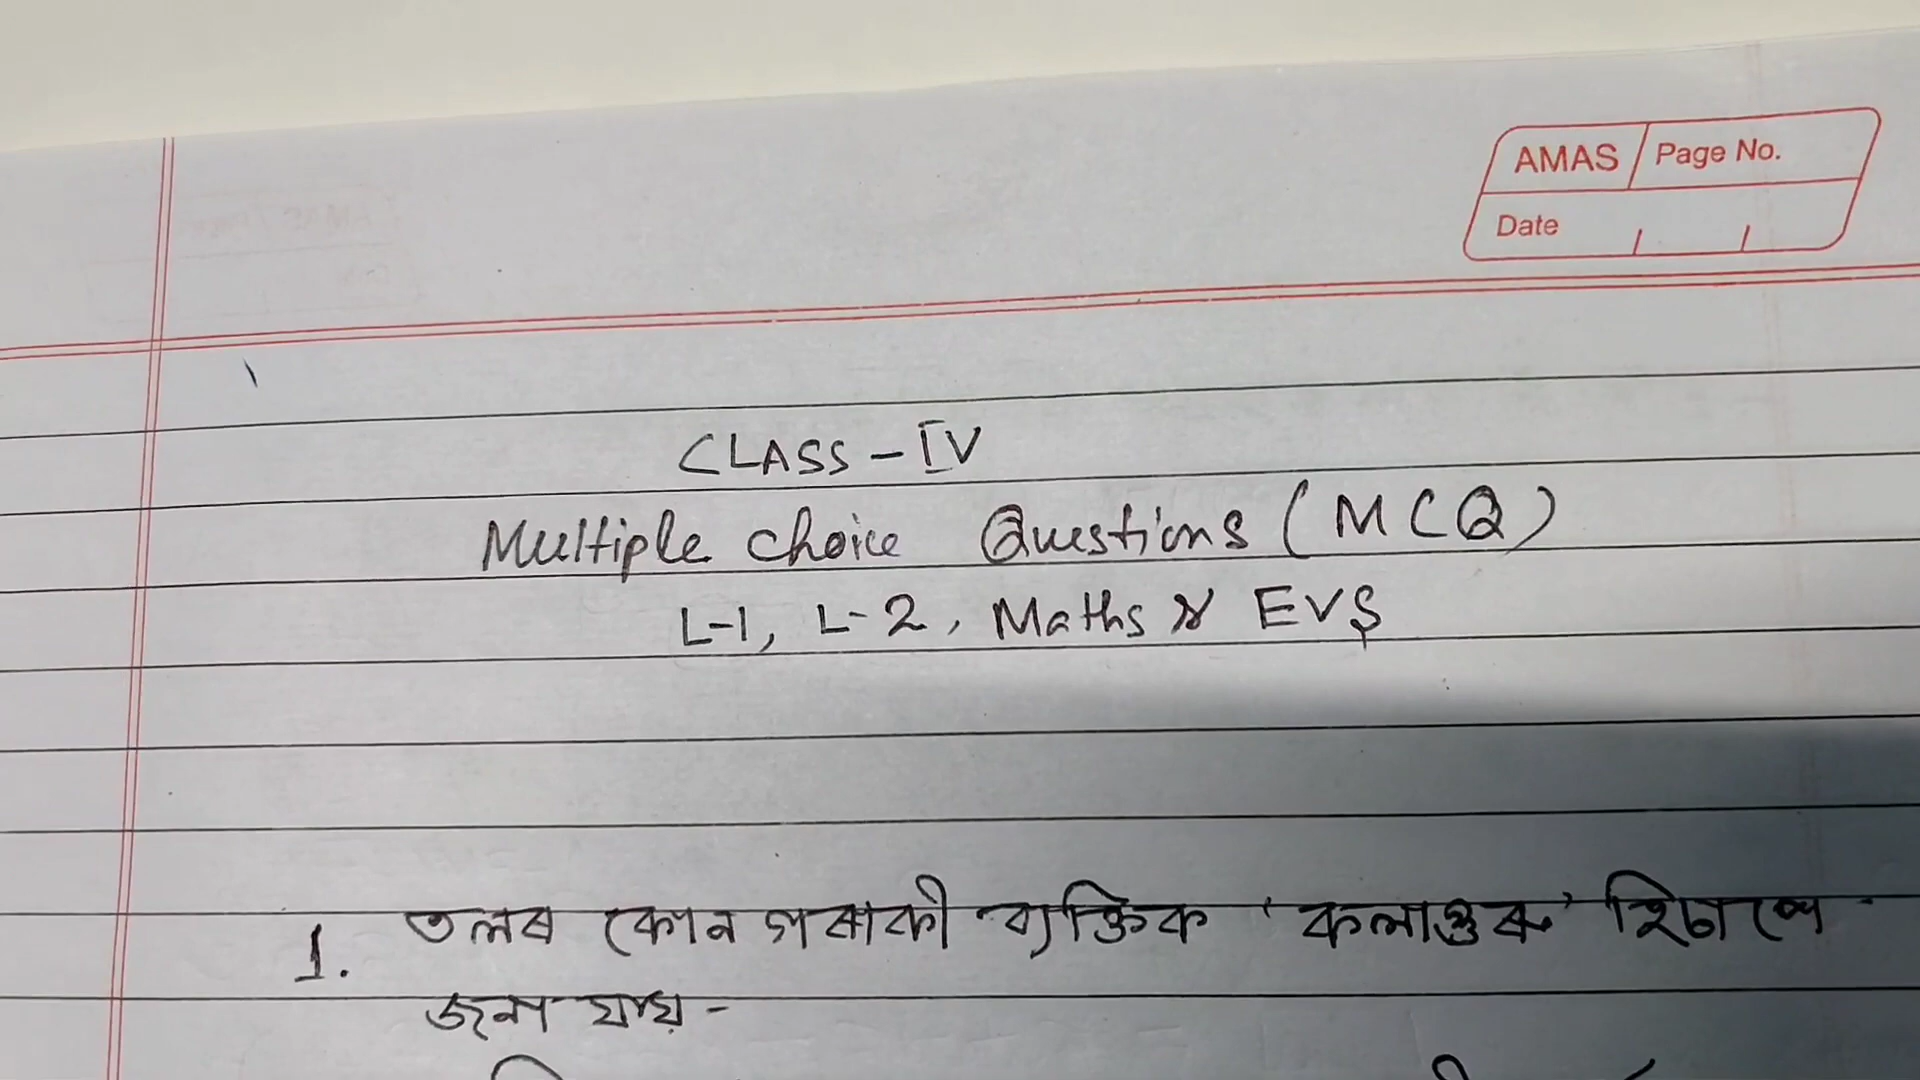 AMAS Page No.
Date
CLASS - IV
Multiple choice Questions (MCQ)
L-1, L-2, Maths & EVS
1. তলৰ কোন গৰাকী ব্যক্তিক 'কলাগুৰু' হিচাপে
জনা যায় -